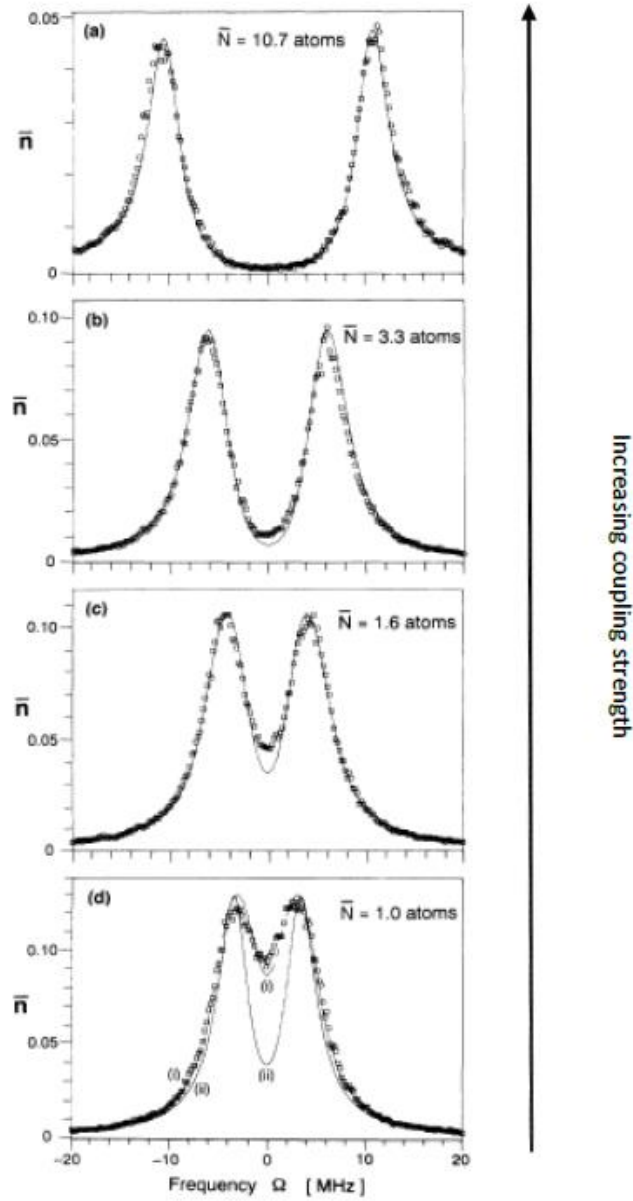 0.05
(a)
N̄ = 10.7 atoms
n̄
0
0.10
(b)
N̄ = 3.3 atoms
n̄
0.05
0
(c)
0.10
N̄ = 1.6 atoms
n̄
0.05
0
(d)
N̄ = 1.0 atoms
0.10
(i)
n̄
0.05
(i)
(ii)
(ii)
0
-20
-10
0
10
20
Frequency Ω [MHz]
Increasing coupling strength